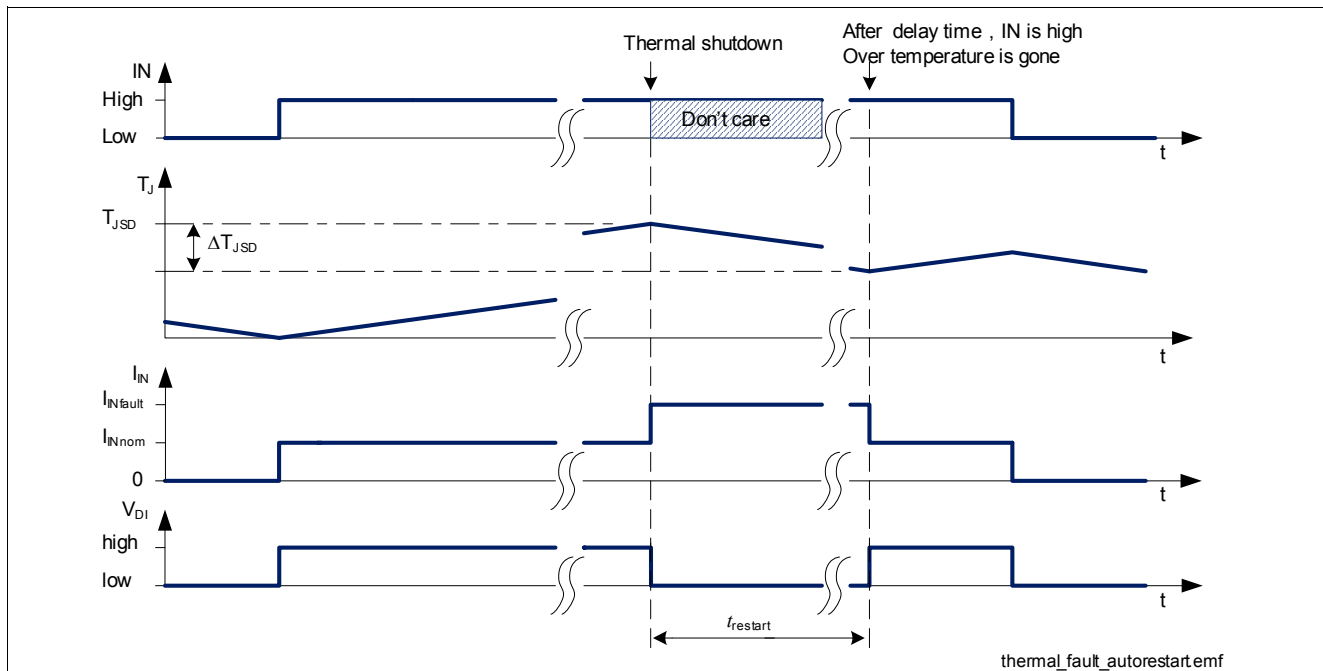 After delay time , IN is high
Thermal shutdown
Over temperature is gone
IN
High
Don't care
Low
t
TJ
TJSD
ΔTJSD
t
IIN
IINfault
IINnom
0
t
VDI
high
low
t
trestart
thermal_fault_autorestart.emf